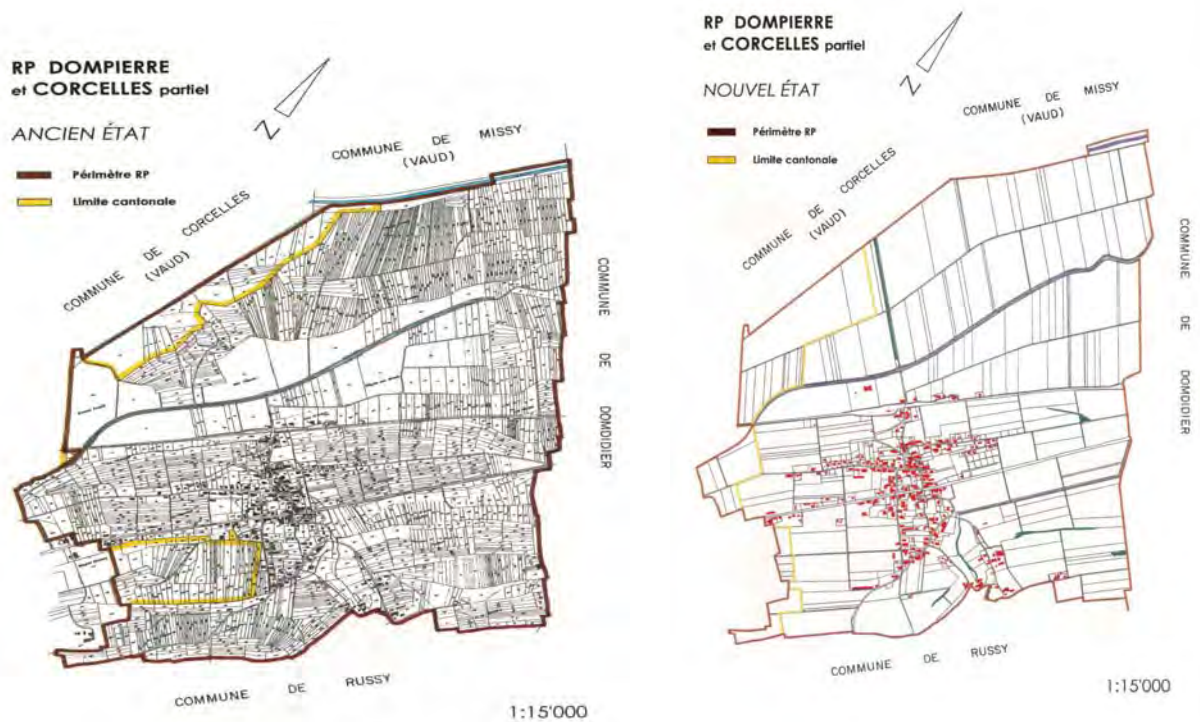 RP DOMPIERRE
et CORCELLES partiel
ANCIEN ÉTAT
Périmètre RP
Limite cantonale
Z
COMMUNE DE MISSY
(VAUD)
COMMUNE DE CORCELLES
(VAUD)
COMMUNE DE DOMDIDIER
COMMUNE DE RUSSY
1:15'000
RP DOMPIERRE
et CORCELLES partiel
NOUVEL ÉTAT
Périmètre RP
Limite cantonale
Z
COMMUNE DE MISSY
(VAUD)
COMMUNE DE CORCELLES
(VAUD)
COMMUNE DE DOMDIDIER
COMMUNE DE RUSSY
1:15'000